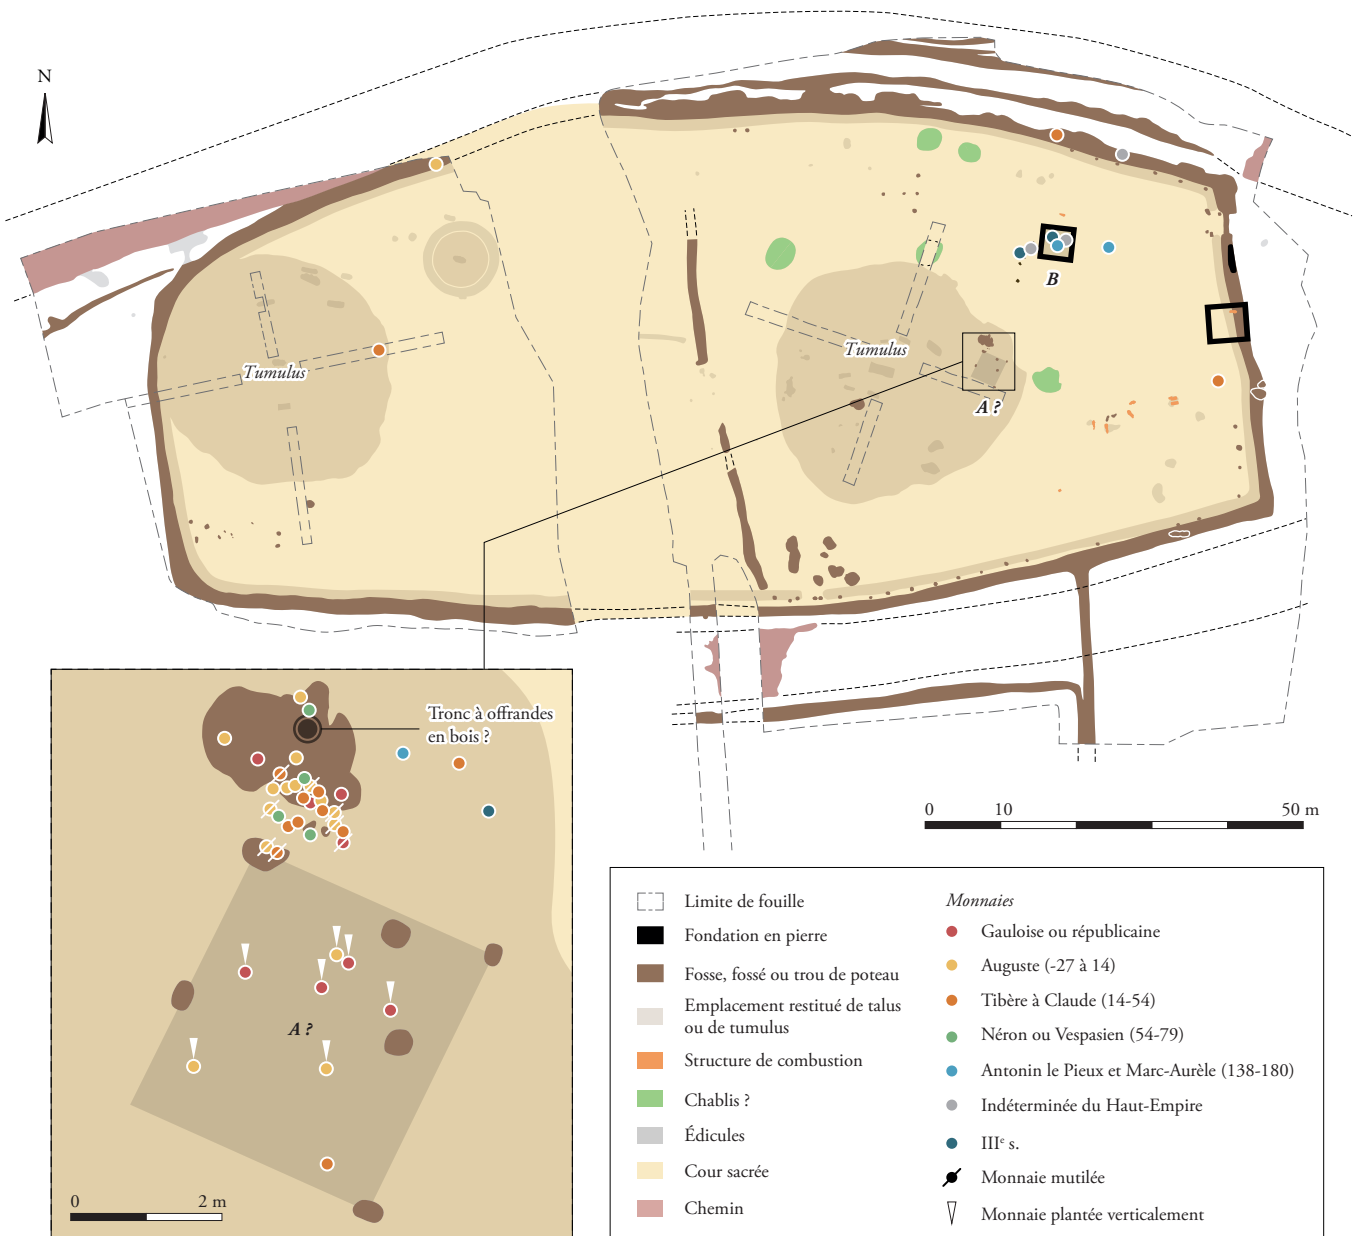 N
Tumulus
Tumulus
B
A ?
Tronc à offrandes
en bois ?
A ?
0 2 m
0 10 50 m
Limite de fouille
Fondation en pierre
Fosse, fossé ou trou de poteau
Emplacement restitué de talus
ou de tumulus
Structure de combustion
Chablis ?
Édicules
Cour sacrée
Chemin
Monnaies
Gauloise ou républicaine
Auguste (-27 à 14)
Tibère à Claude (14-54)
Néron ou Vespasien (54-79)
Antonin le Pieux et Marc-Aurèle (138-180)
Indéterminée du Haut-Empire
IIIᵉ s.
Monnaie mutilée
Monnaie plantée verticalement